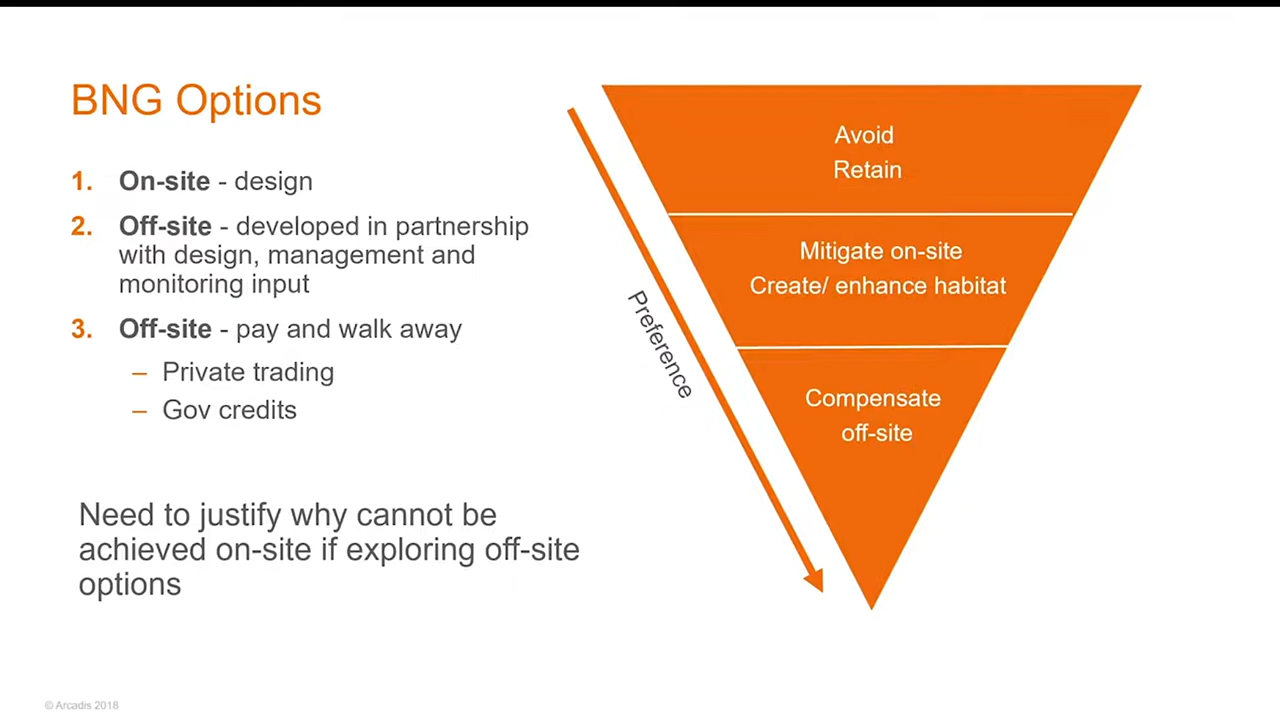 BNG Options
1. On-site - design
2. Off-site - developed in partnership
with design, management and
monitoring input
3. Off-site - pay and walk away
– Private trading
– Gov credits
Need to justify why cannot be
achieved on-site if exploring off-site
options
Preference
Avoid
Retain
Mitigate on-site
Create/ enhance habitat
Compensate
off-site
© Arcadis 2018